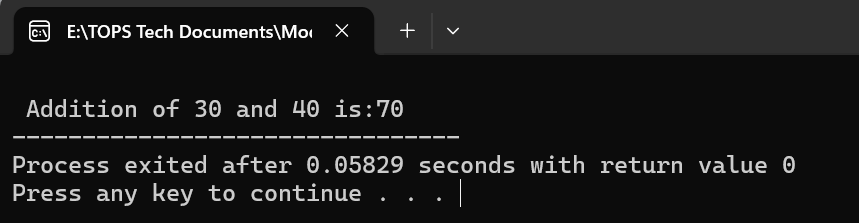 E:\TOPS Tech Documents\Mo
Addition of 30 and 40 is:70
--------------------------------
Process exited after 0.05829 seconds with return value 0
Press any key to continue . . .